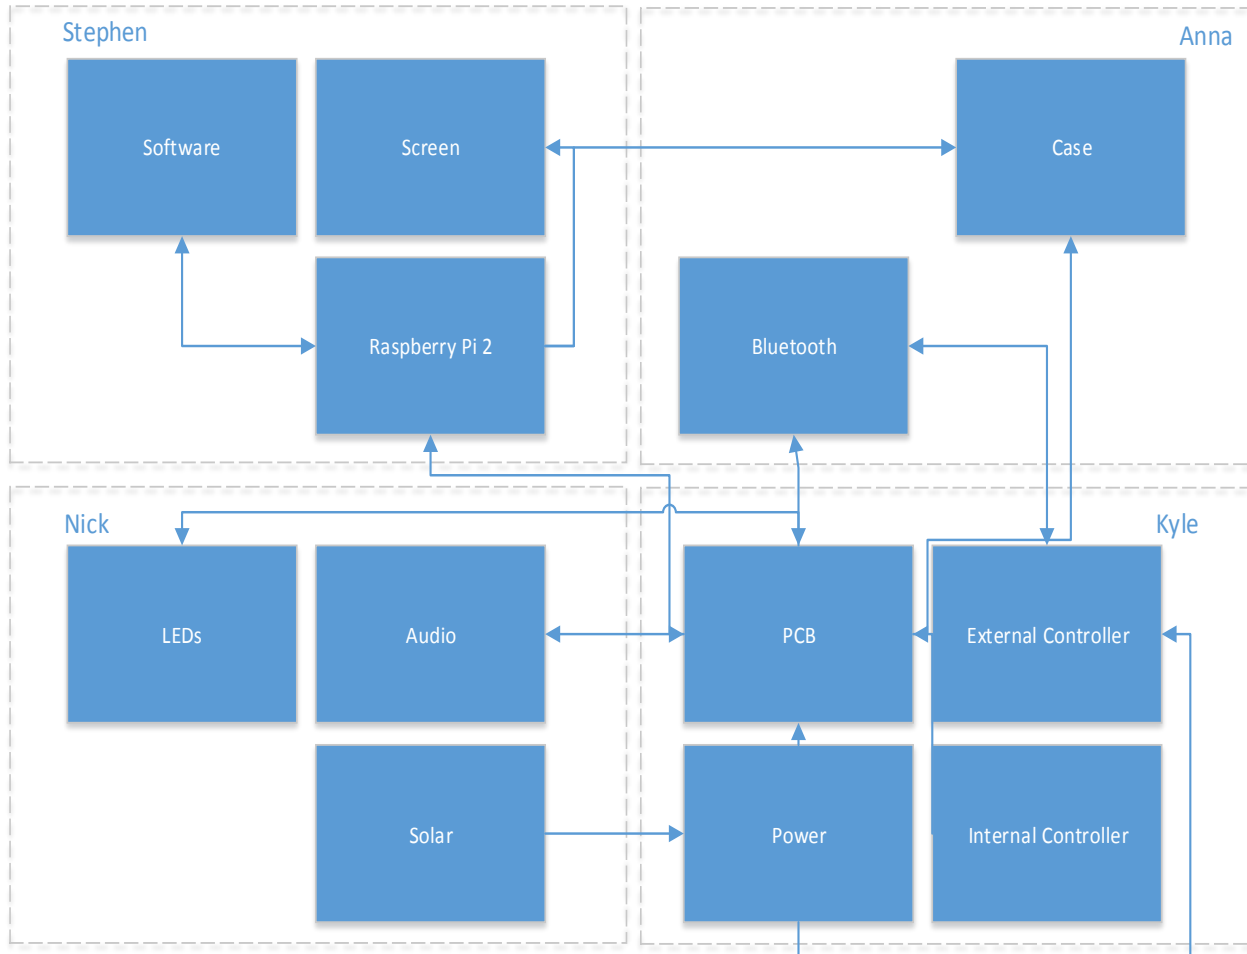 Stephen
Anna
Software
Screen
Case
Raspberry Pi 2
Bluetooth
Nick
Kyle
LEDs
Audio
PCB
External Controller
Solar
Power
Internal Controller